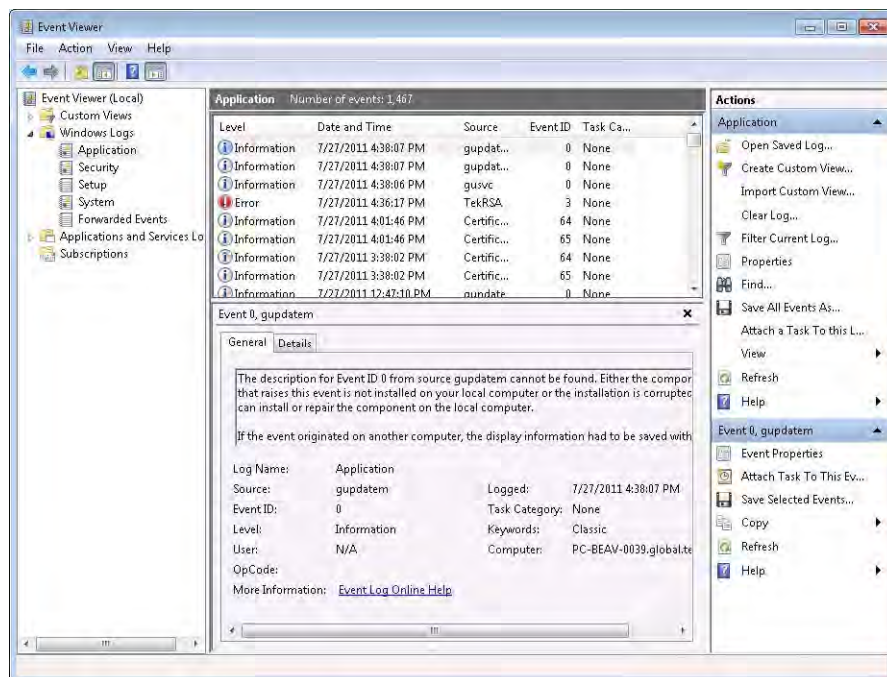 Event Viewer
File Action View Help
Event Viewer (Local)
Custom Views
Windows Logs
Application
Security
Setup
System
Forwarded Events
Applications and Services Lo
Subscriptions
Application Number of events: 1,467
Level Date and Time Source Event ID Task Ca...
Information 7/27/2011 4:38:07 PM gupdat... 0 None
Information 7/27/2011 4:38:07 PM gupdat... 0 None
Information 7/27/2011 4:38:06 PM gusvc 0 None
Error 7/27/2011 4:36:17 PM TekRSA 3 None
Information 7/27/2011 4:01:46 PM Certific... 64 None
Information 7/27/2011 4:01:46 PM Certific... 65 None
Information 7/27/2011 3:38:02 PM Certific... 64 None
Information 7/27/2011 3:38:02 PM Certific... 65 None
Information 7/27/2011 12:47:10 PM gupdate 0 None
Event 0, gupdatem
General Details
The description for Event ID 0 from source gupdatem cannot be found. Either the compor
that raises this event is not installed on your local computer or the installation is corruptec
can install or repair the component on the local computer.
If the event originated on another computer, the display information had to be saved with
Log Name: Application
Source: gupdatem Logged: 7/27/2011 4:38:07 PM
Event ID: 0 Task Category: None
Level: Information Keywords: Classic
User: N/A Computer: PC-BEAV-0039.global.te
OpCode:
More Information: Event Log Online Help
Actions
Application
Open Saved Log...
Create Custom View...
Import Custom View...
Clear Log...
Filter Current Log...
Properties
Find...
Save All Events As...
Attach a Task To this L...
View
Refresh
Help
Event 0, gupdatem
Event Properties
Attach Task To This Ev...
Save Selected Events...
Copy
Refresh
Help